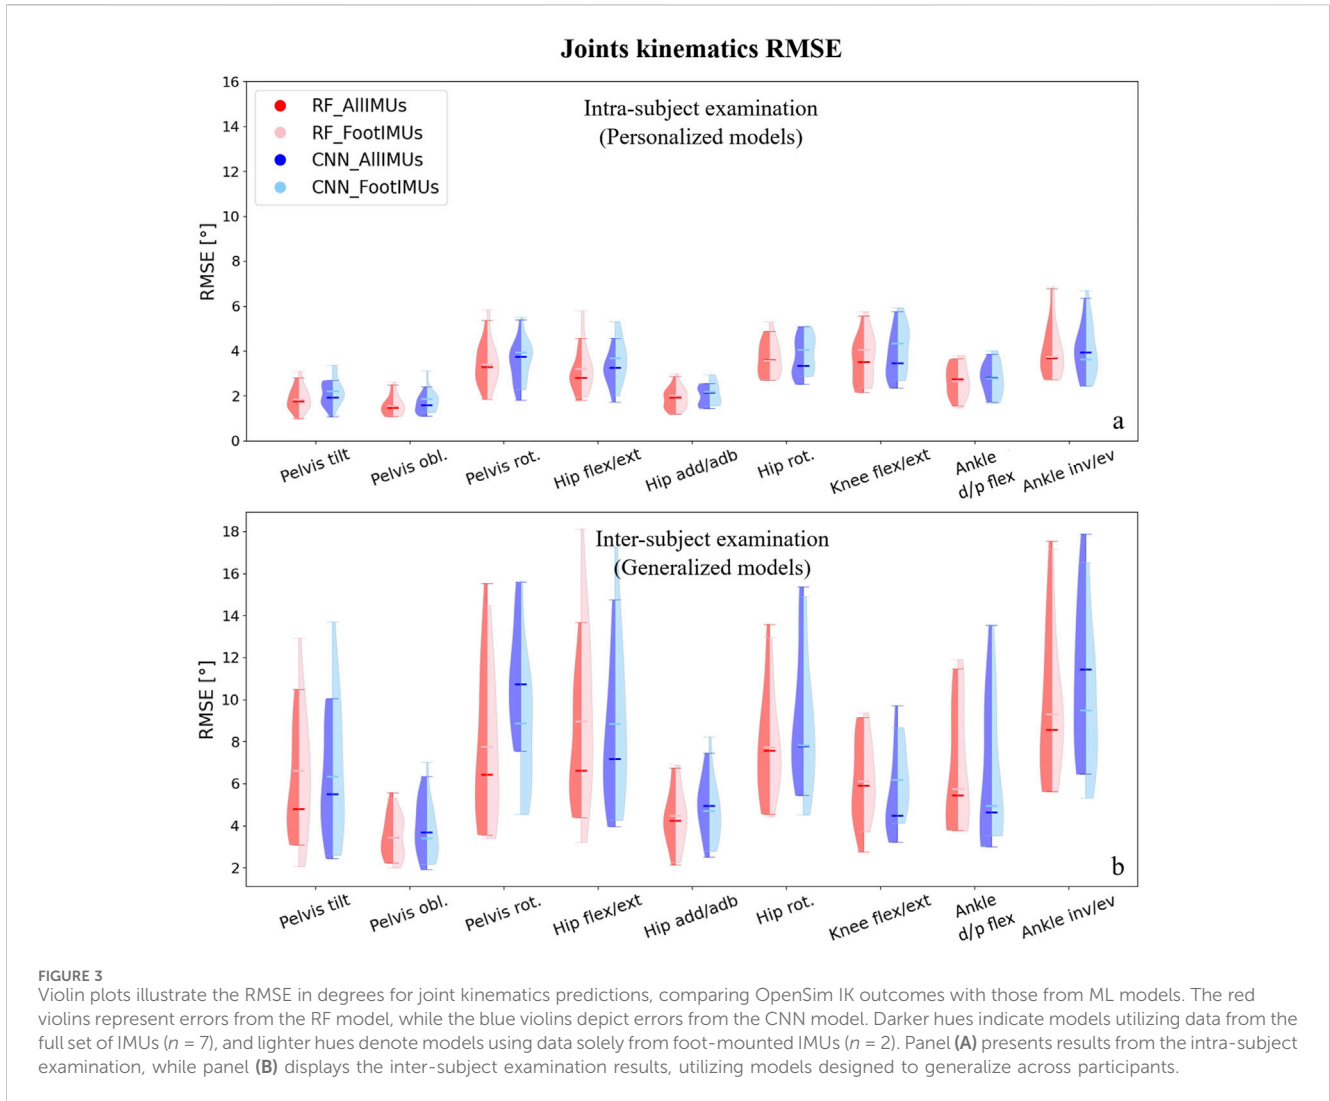 Joints kinematics RMSE
16
14
12
10
8
6
4
2
0
RMSE [°]
RF_AllIMUs
RF_FootIMUs
CNN_AllIMUs
CNN_FootIMUs
Intra-subject examination
(Personalized models)
a
Pelvis tilt
Pelvis obl.
Pelvis rot.
Hip flex/ext
Hip add/adb
Hip rot.
Knee flex/ext
Ankle
d/p flex
Ankle inv/ev
18
16
14
12
10
8
6
4
2
RMSE [°]
Inter-subject examination
(Generalized models)
b
Pelvis tilt
Pelvis obl.
Pelvis rot.
Hip flex/ext
Hip add/adb
Hip rot.
Knee flex/ext
Ankle
d/p flex
Ankle inv/ev
FIGURE 3
Violin plots illustrate the RMSE in degrees for joint kinematics predictions, comparing OpenSim IK outcomes with those from ML models. The red
violins represent errors from the RF model, while the blue violins depict errors from the CNN model. Darker hues indicate models utilizing data from the
full set of IMUs (n = 7), and lighter hues denote models using data solely from foot-mounted IMUs (n = 2). Panel (A) presents results from the intra-subject
examination, while panel (B) displays the inter-subject examination results, utilizing models designed to generalize across participants.